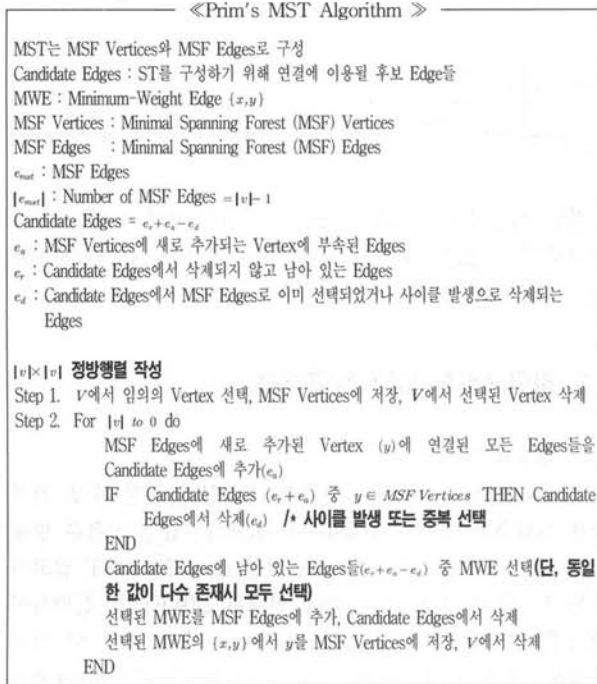 ≪Prim's MST Algorithm ≫
MST는 MSF Vertices와 MSF Edges로 구성
Candidate Edges : ST를 구성하기 위해 연결에 이용될 후보 Edge들
MWE : Minimum-Weight Edge {x,y}
MSF Vertices : Minimal Spanning Forest (MSF) Vertices
MSF Edges : Minimal Spanning Forest (MSF) Edges
e_mst : MSF Edges
|e_mst| : Number of MSF Edges =|v|-1
Candidate Edges = e_r+e_a-e_d
e_a : MSF Vertices에 새로 추가되는 Vertex에 부속된 Edges
e_r : Candidate Edges에서 삭제되지 않고 남아 있는 Edges
e_d : Candidate Edges에서 MSF Edges로 이미 선택되었거나 사이클 발생으로 삭제되는
Edges
|v|×|v| 정방행렬 작성
Step 1. V에서 임의의 Vertex 선택, MSF Vertices에 저장, V에서 선택된 Vertex 삭제
Step 2. For |v| to 0 do
MSF Edges에 새로 추가된 Vertex (y)에 연결된 모든 Edges들을
Candidate Edges에 추가(e_a)
IF Candidate Edges (e_r+e_a) 중 y∈MSF Vertices THEN Candidate
Edges에서 삭제(e_d) /* 사이클 발생 또는 중복 선택
END
Candidate Edges에 남아 있는 Edges들(e_r+e_a-e_d) 중 MWE 선택(단, 동일
한 값이 다수 존재시 모두 선택)
선택된 MWE를 MSF Edges에 추가, Candidate Edges에서 삭제
선택된 MWE의 {x,y}에서 y를 MSF Vertices에 저장, V에서 삭제
END